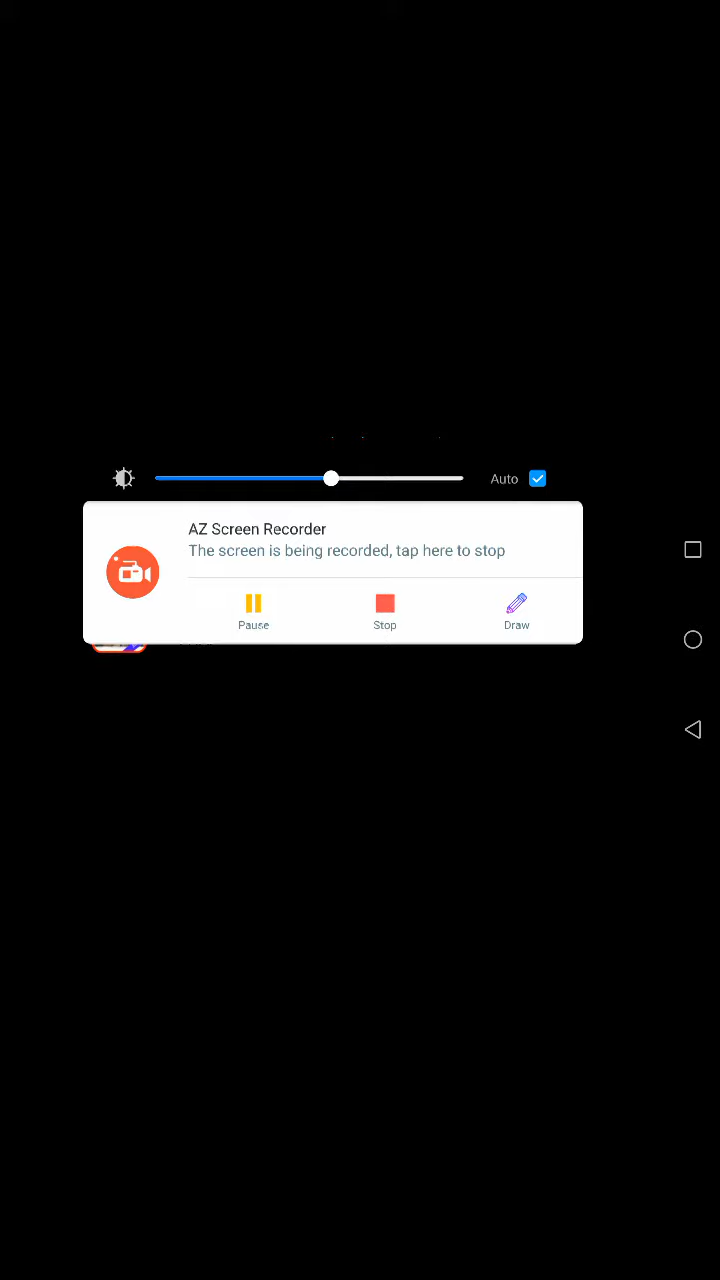 Auto
AZ Screen Recorder
The screen is being recorded, tap here to stop
Pause Stop Draw